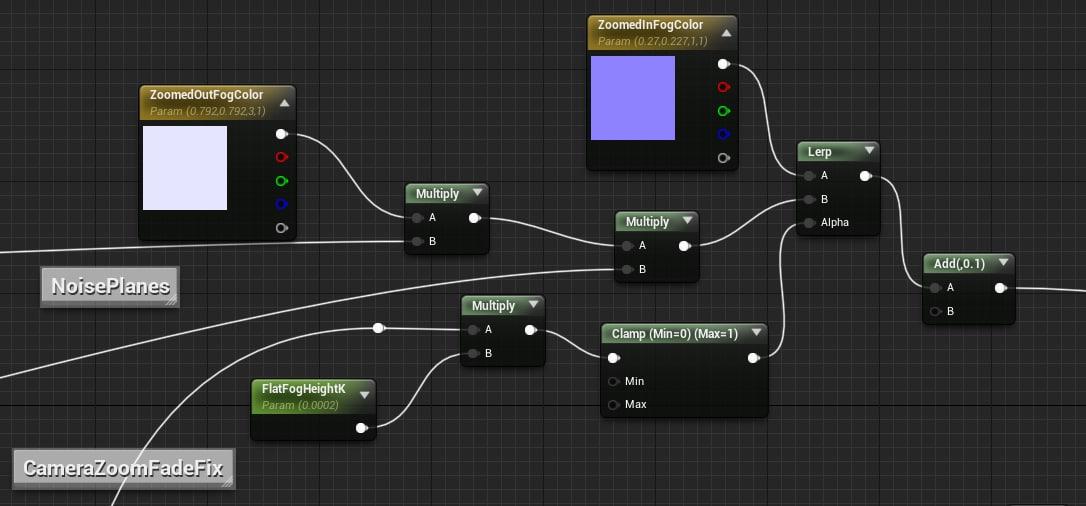 ZoomedInFogColor
Param (0.27,0.227,1,1)
ZoomedOutFogColor
Param (0.792,0.792,3,1)
Lerp
A
B
Alpha
Multiply
A
B
Multiply
A
B
NoisePlanes
Add(,0.1)
A
B
Multiply
A
B
Clamp (Min=0) (Max=1)
Min
Max
FlatFogHeightK
Param (0.0002)
CameraZoomFadeFix